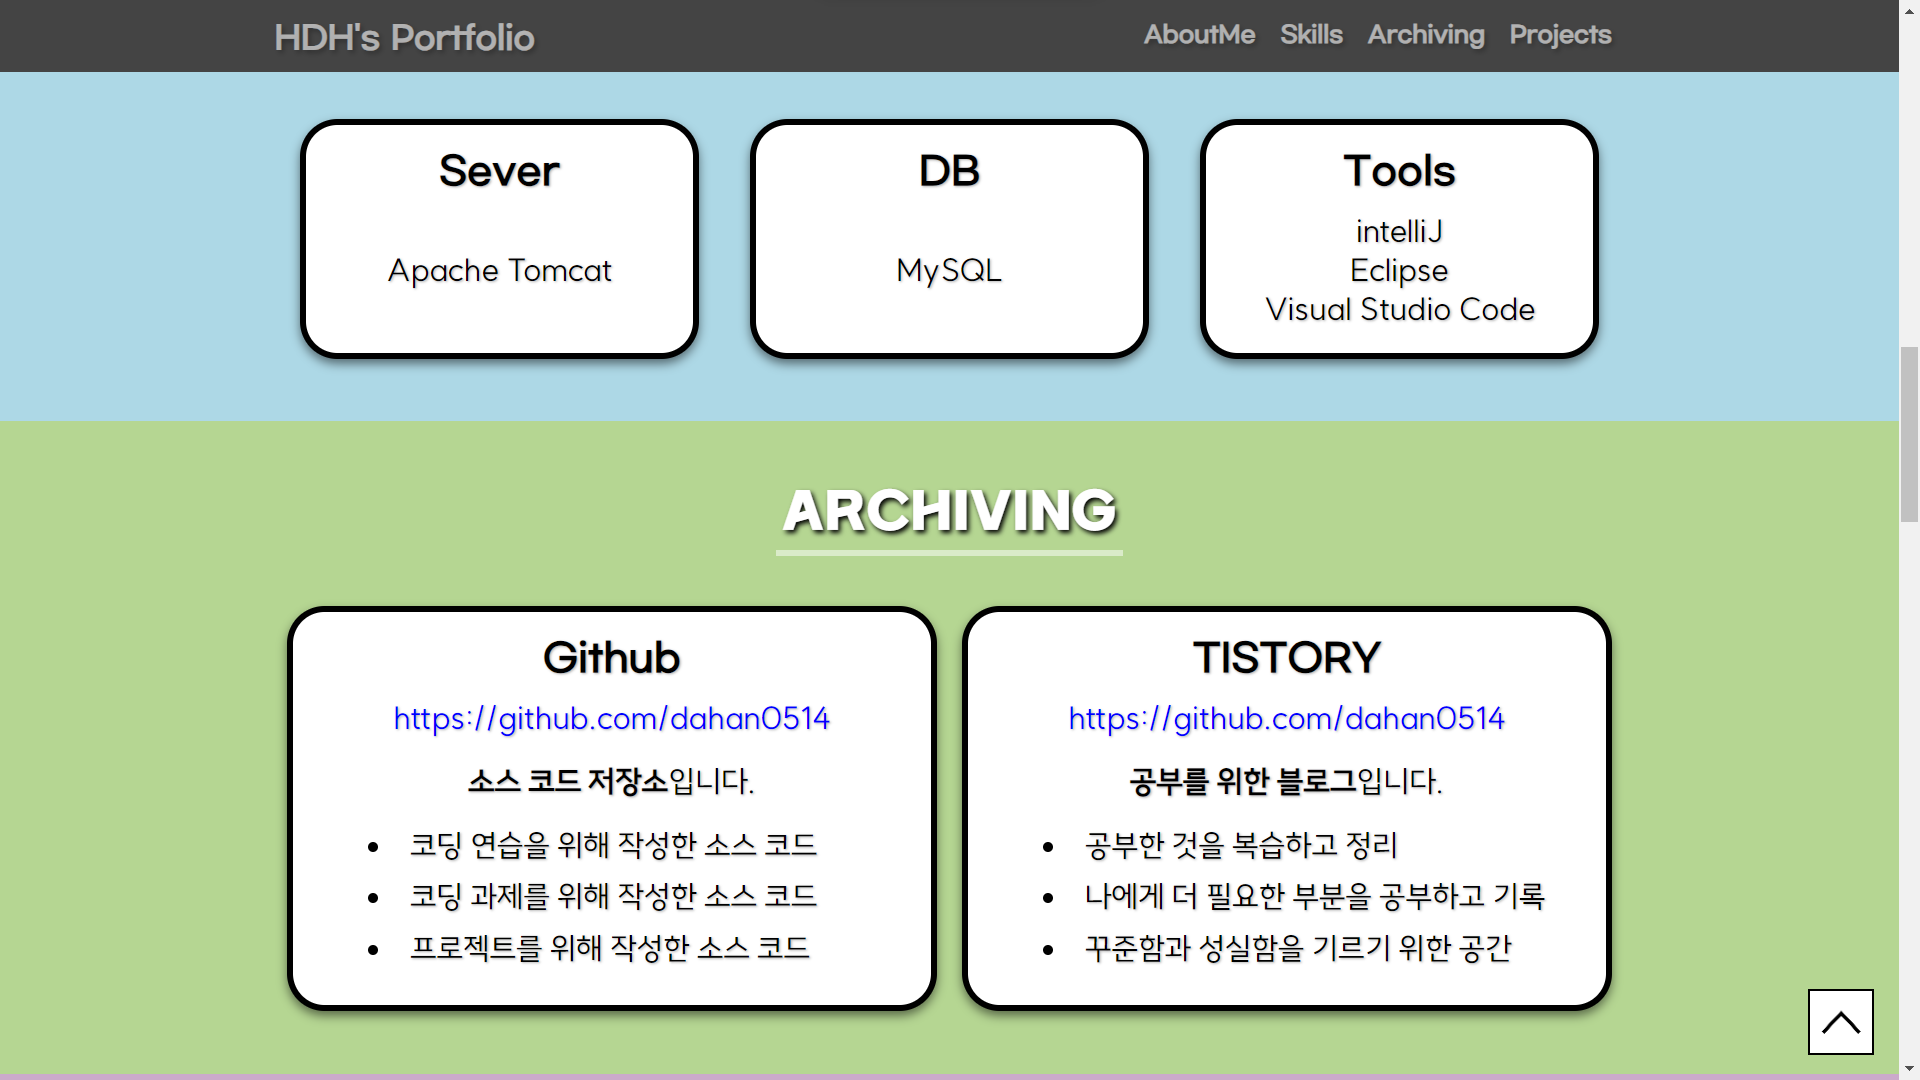 HDH's Portfolio
AboutMe Skills Archiving Projects
Sever
Apache Tomcat
DB
MySQL
Tools
intelliJ
Eclipse
Visual Studio Code
ARCHIVING
Github
https://github.com/dahan0514
소스 코드 저장소입니다.
• 코딩 연습을 위해 작성한 소스 코드
• 코딩 과제를 위해 작성한 소스 코드
• 프로젝트를 위해 작성한 소스 코드
TISTORY
https://github.com/dahan0514
공부를 위한 블로그입니다.
• 공부한 것을 복습하고 정리
• 나에게 더 필요한 부분을 공부하고 기록
• 꾸준함과 성실함을 기르기 위한 공간